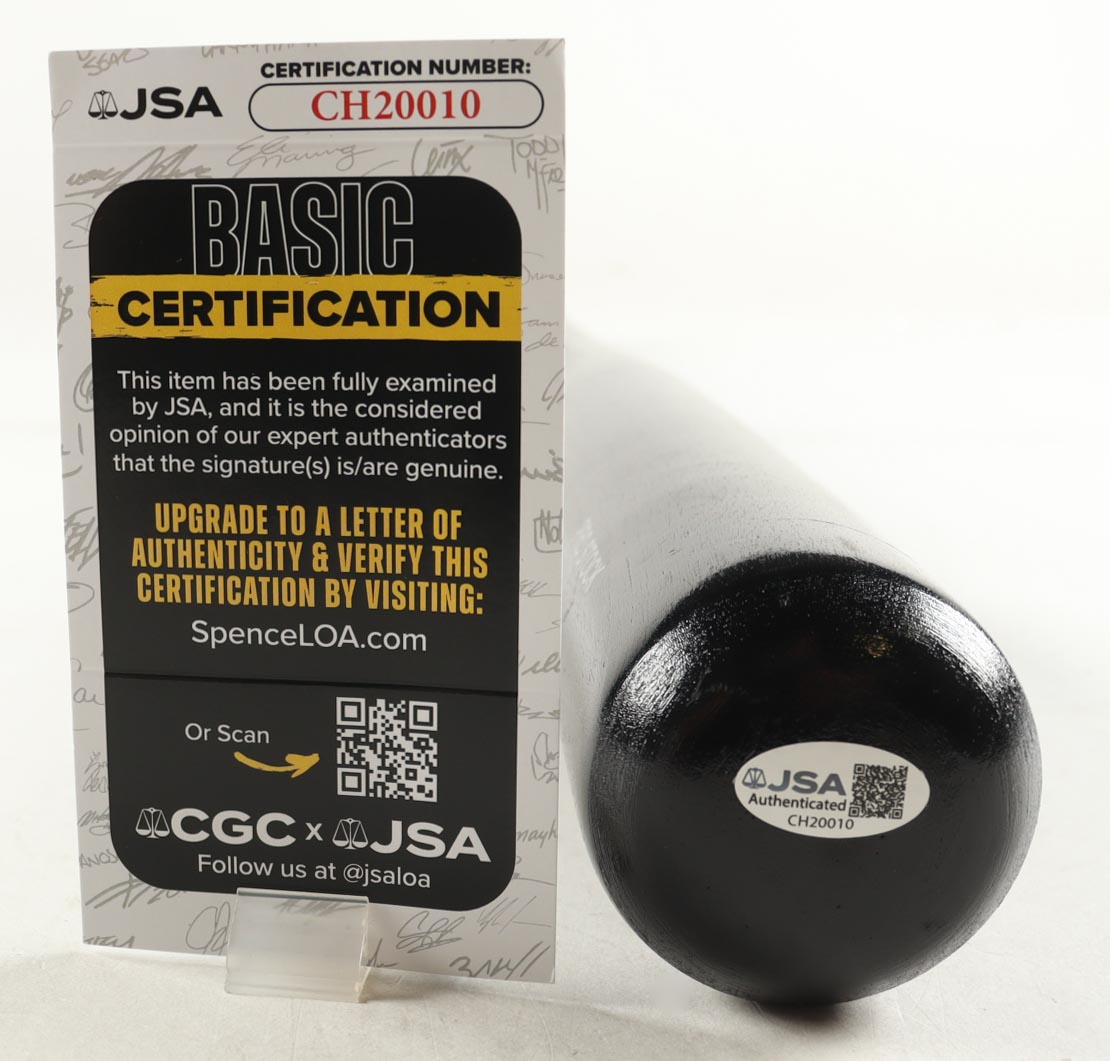 JSA
CERTIFICATION NUMBER:
CH20010
BASIC
CERTIFICATION
This item has been fully examined
by JSA, and it is the considered
opinion of our expert authenticators
that the signature(s) is/are genuine.
UPGRADE TO A LETTER OF
AUTHENTICITY & VERIFY THIS
CERTIFICATION BY VISITING:
SpenceLOA.com
Or Scan
CGC x JSA
Follow us at @jsaloa
JSA
Authenticated
CH20010